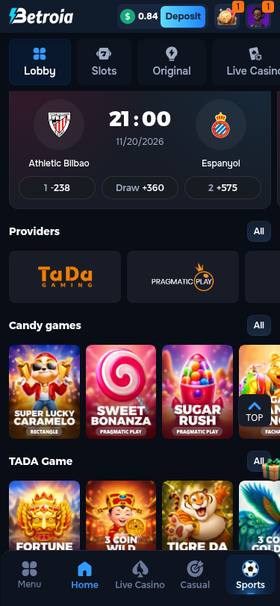 Betroia
$ 0.84 Deposit
1
1
Lobby
Slots
Original
Live Casino
21:00
11/20/2026
Athletic Bilbao
Espanyol
1 -238
Draw +360
2 +575
Providers
All
TaDa
GAMING
PRAGMATIC PLAY
Candy games
All
SUPER LUCKY
CARAMELO
RECTANGLE
SWEET
BONANZA
PRAGMATIC PLAY
SUGAR
RUSH
PRAGMATIC PLAY
TOP
TADA Game
All
FORTUNE
3 COIN
WILD
TIGRE DA
Menu
Home
Live Casino
Casual
Sports